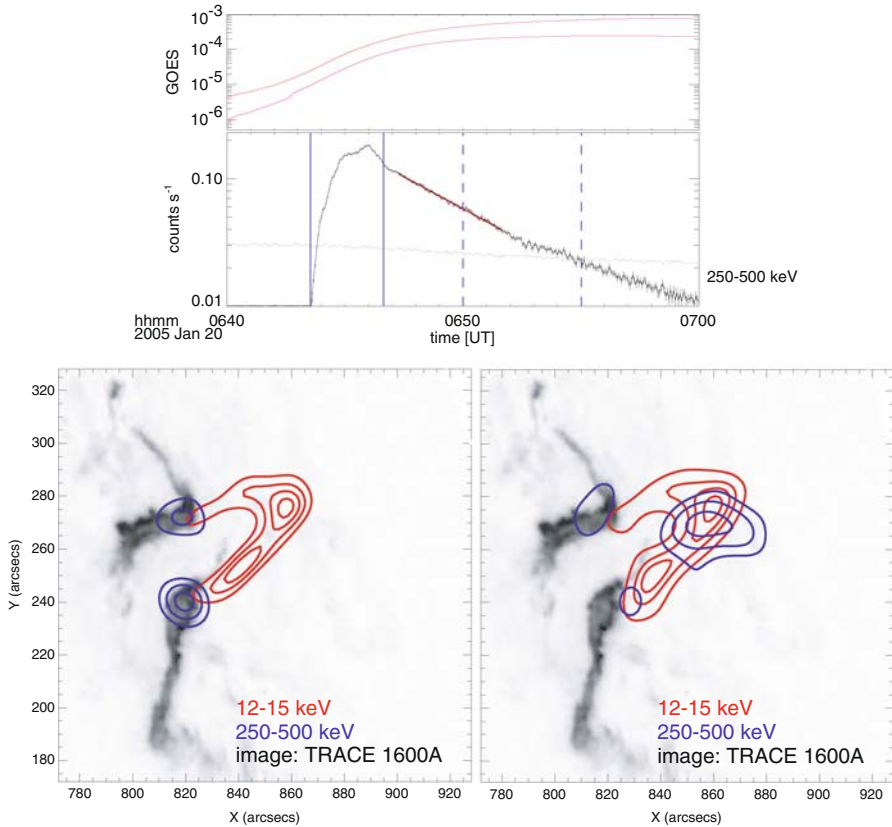 10⁻³
10⁻⁴
10⁻⁵
10⁻⁶
GOES
0.10
0.01
counts s⁻¹
250-500 keV
hhmm
2005 Jan 20
0640 0650 0700
time [UT]
320
300
280
260
240
220
200
180
Y (arcsecs)
12-15 keV
250-500 keV
image: TRACE 1600A
780 800 820 840 860 880 900 920
X (arcsecs)
12-15 keV
250-500 keV
image: TRACE 1600A
780 800 820 840 860 880 900 920
X (arcsecs)